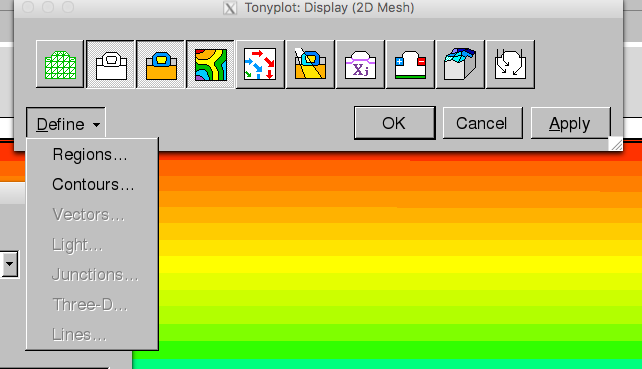 Tonyplot: Display (2D Mesh)
Xj
Define
OK
Cancel
Apply
Regions...
Contours...
Vectors...
Light...
Junctions...
Three-D...
Lines...